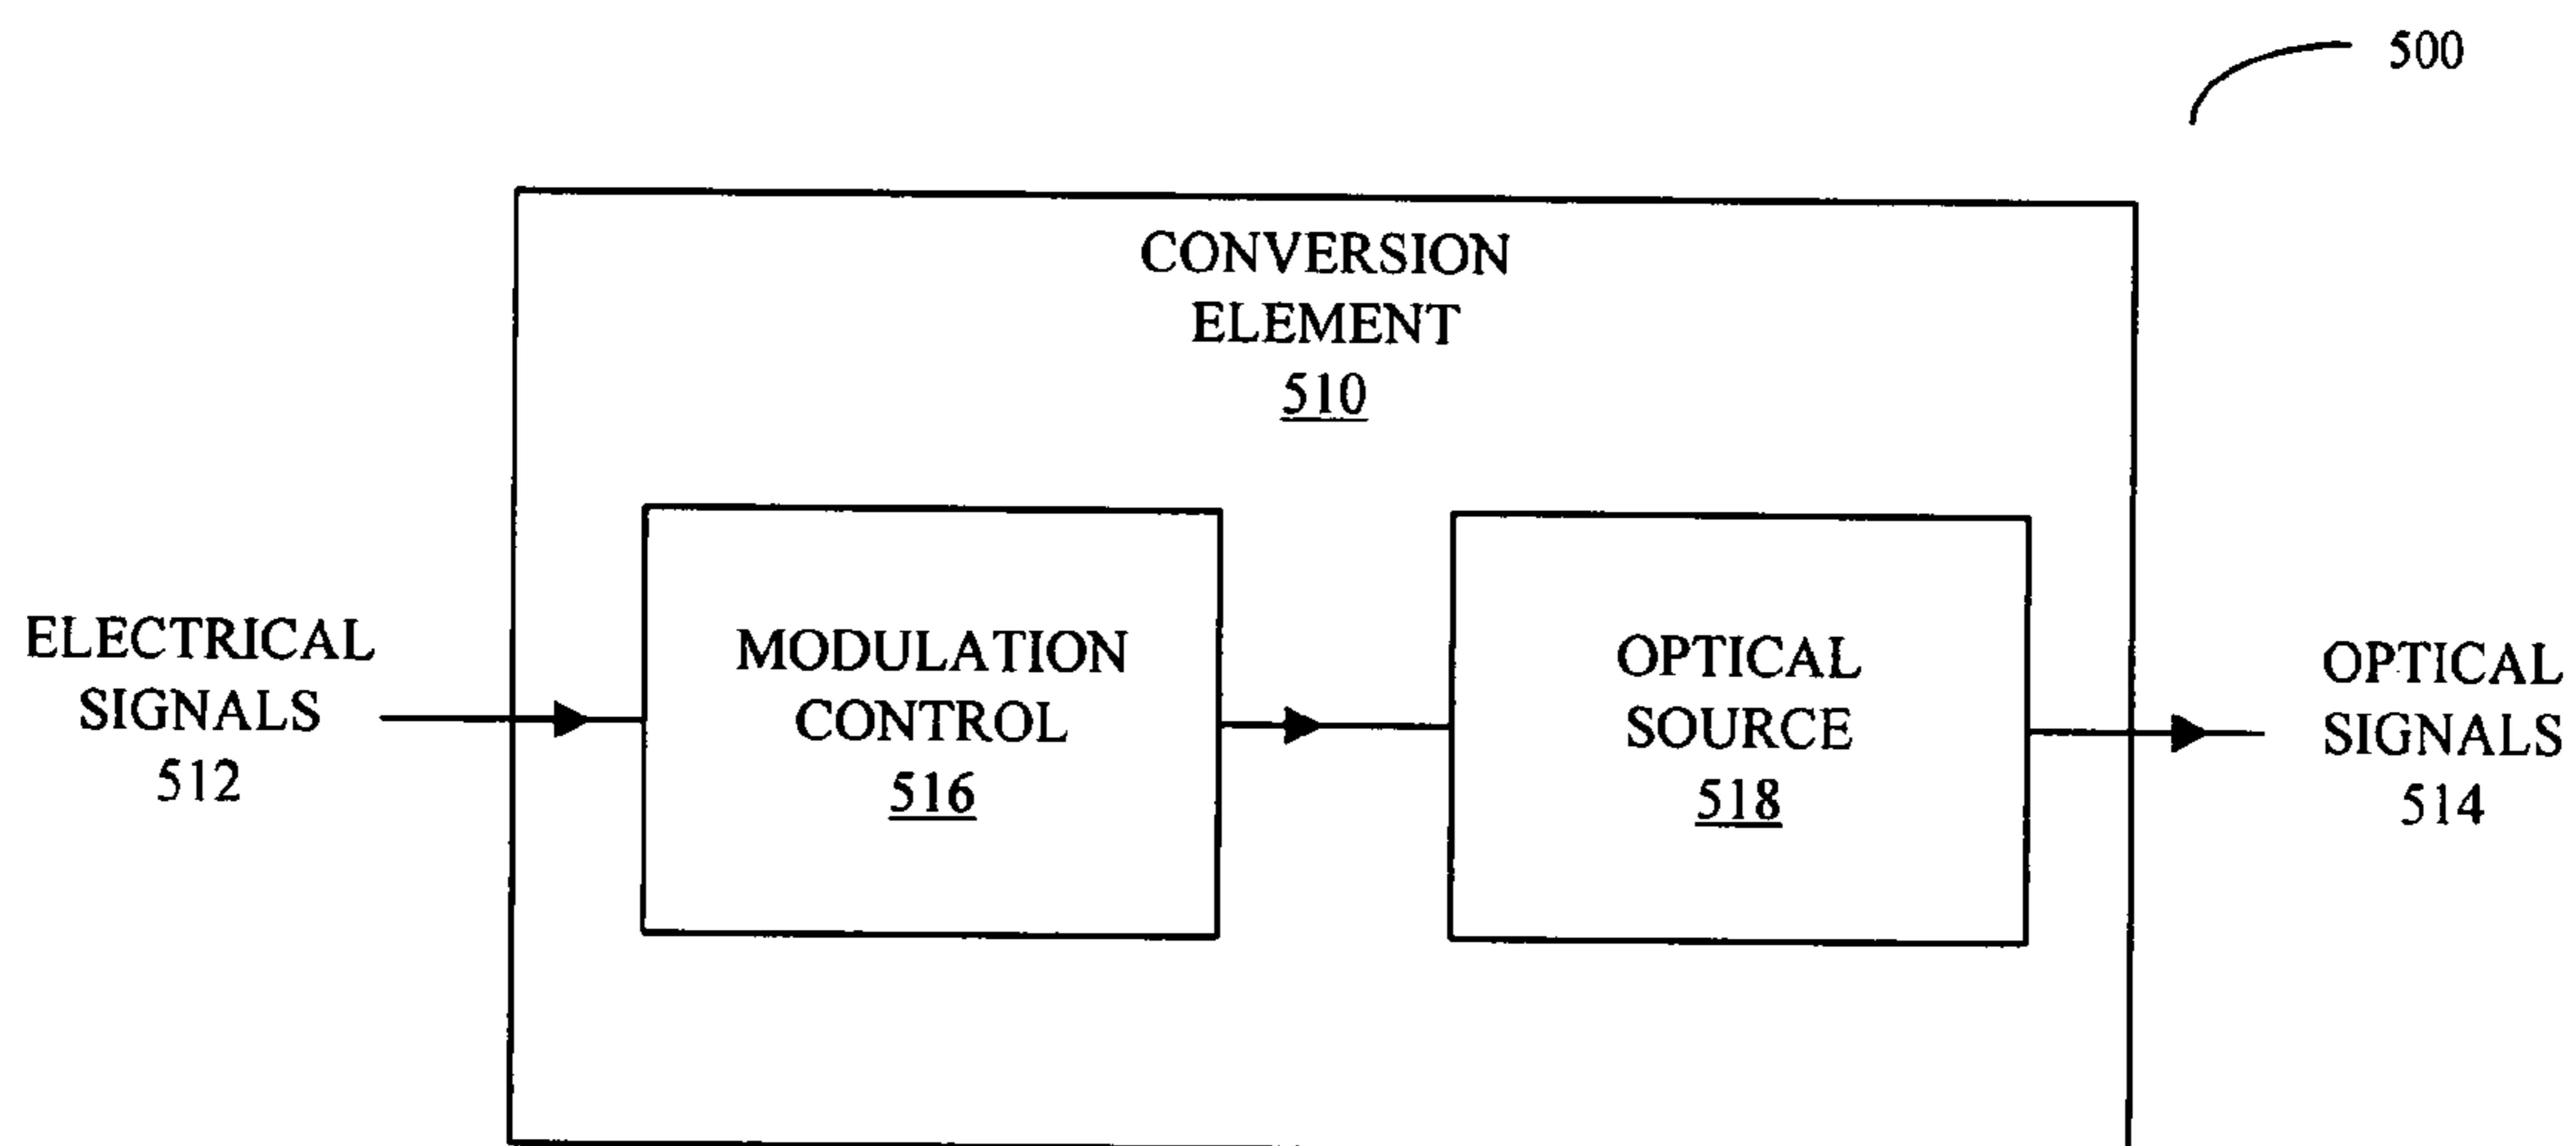 500
CONVERSION
ELEMENT
510
ELECTRICAL
SIGNALS
512
MODULATION
CONTROL
516
OPTICAL
SOURCE
518
OPTICAL
SIGNALS
514